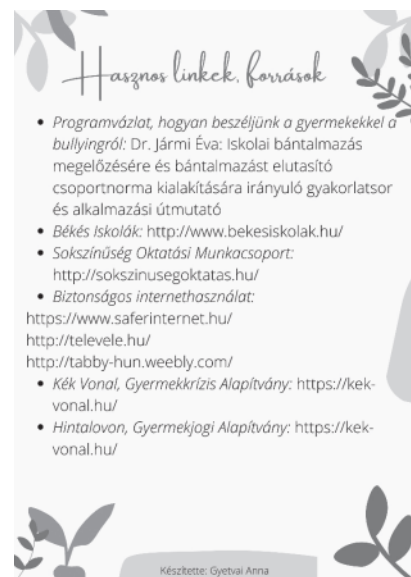 Hasznos linkek, források
• Programvázlat, hogyan beszéljünk a gyermekekkel a
bullyingról: Dr. Jármi Éva: Iskolai bántalmazás
megelőzésére és bántalmazást elutasító
csoportnorma kialakítására irányuló gyakorlatsor
és alkalmazási útmutató
• Békés Iskolák: http://www.bekesiskolak.hu/
• Sokszínűség Oktatási Munkacsoport:
http://sokszinusegoktatas.hu/
• Biztonságos internethasználat:
https://www.saferinternet.hu/
http://televele.hu/
http://tabby-hun.weebly.com/
• Kék Vonal, Gyermekkrízis Alapítvány: https://kek-
vonal.hu/
• Hintalovon, Gyermekjogi Alapítvány: https://kek-
vonal.hu/
Készítette: Gyetvai Anna